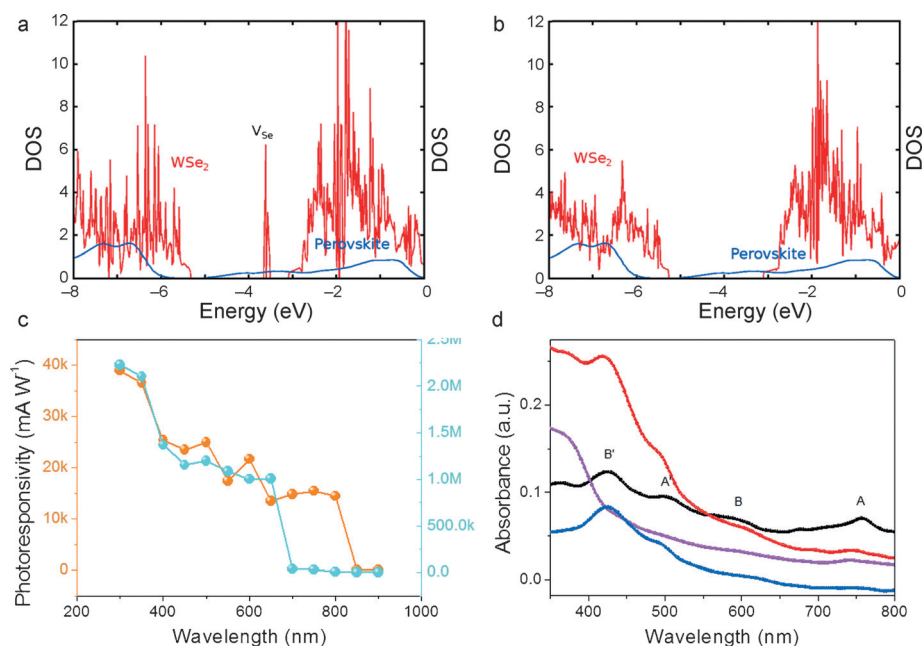 a
12
10
8
6
4
2
0
DOS
WSe₂
V_Se
Perovskite
DOS
−8 −6 −4 −2 0
Energy (eV)
b
12
10
8
6
4
2
0
DOS
WSe₂
Perovskite
DOS
−8 −6 −4 −2 0
Energy (eV)
c
40k
30k
20k
10k
0
Photoresponsivity (mA W⁻¹)
2.5M
2.0M
1.5M
1.0M
500.0k
0.0
200 400 600 800 1000
Wavelength (nm)
d
0.2
0.1
0.0
Absorbance (a.u.)
B'
A'
B
A
400 500 600 700 800
Wavelength (nm)